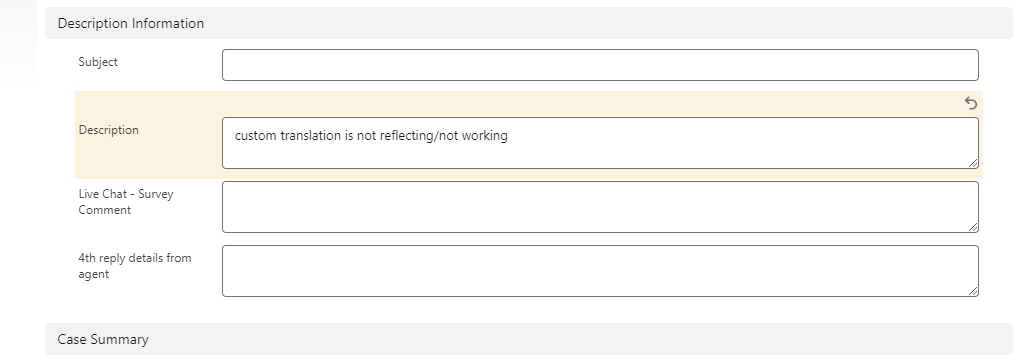 Description Information
Subject
Description
custom translation is not reflecting/not working
Live Chat - Survey
Comment
4th reply details from
agent
Case Summary